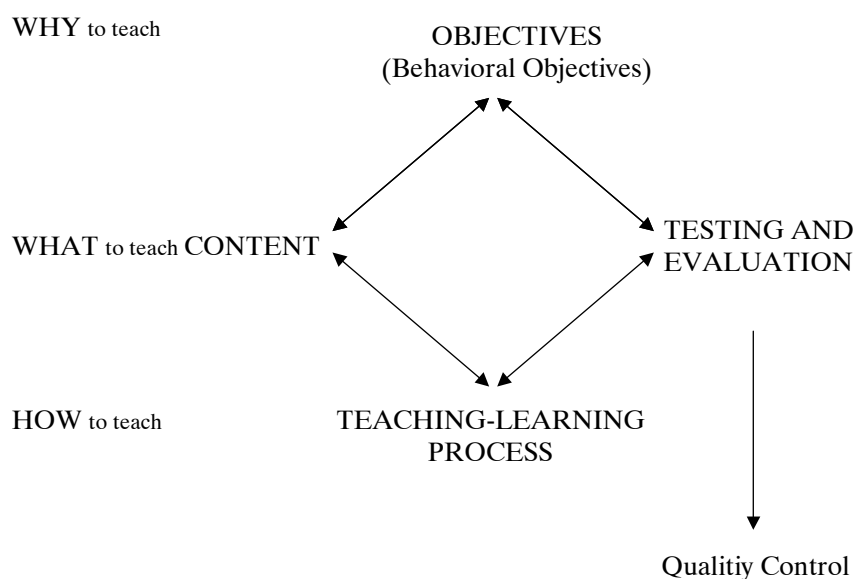 WHY to teach
OBJECTIVES
(Behavioral Objectives)
WHAT to teach CONTENT
TESTING AND
EVALUATION
HOW to teach
TEACHING-LEARNING
PROCESS
Qualitiy Control